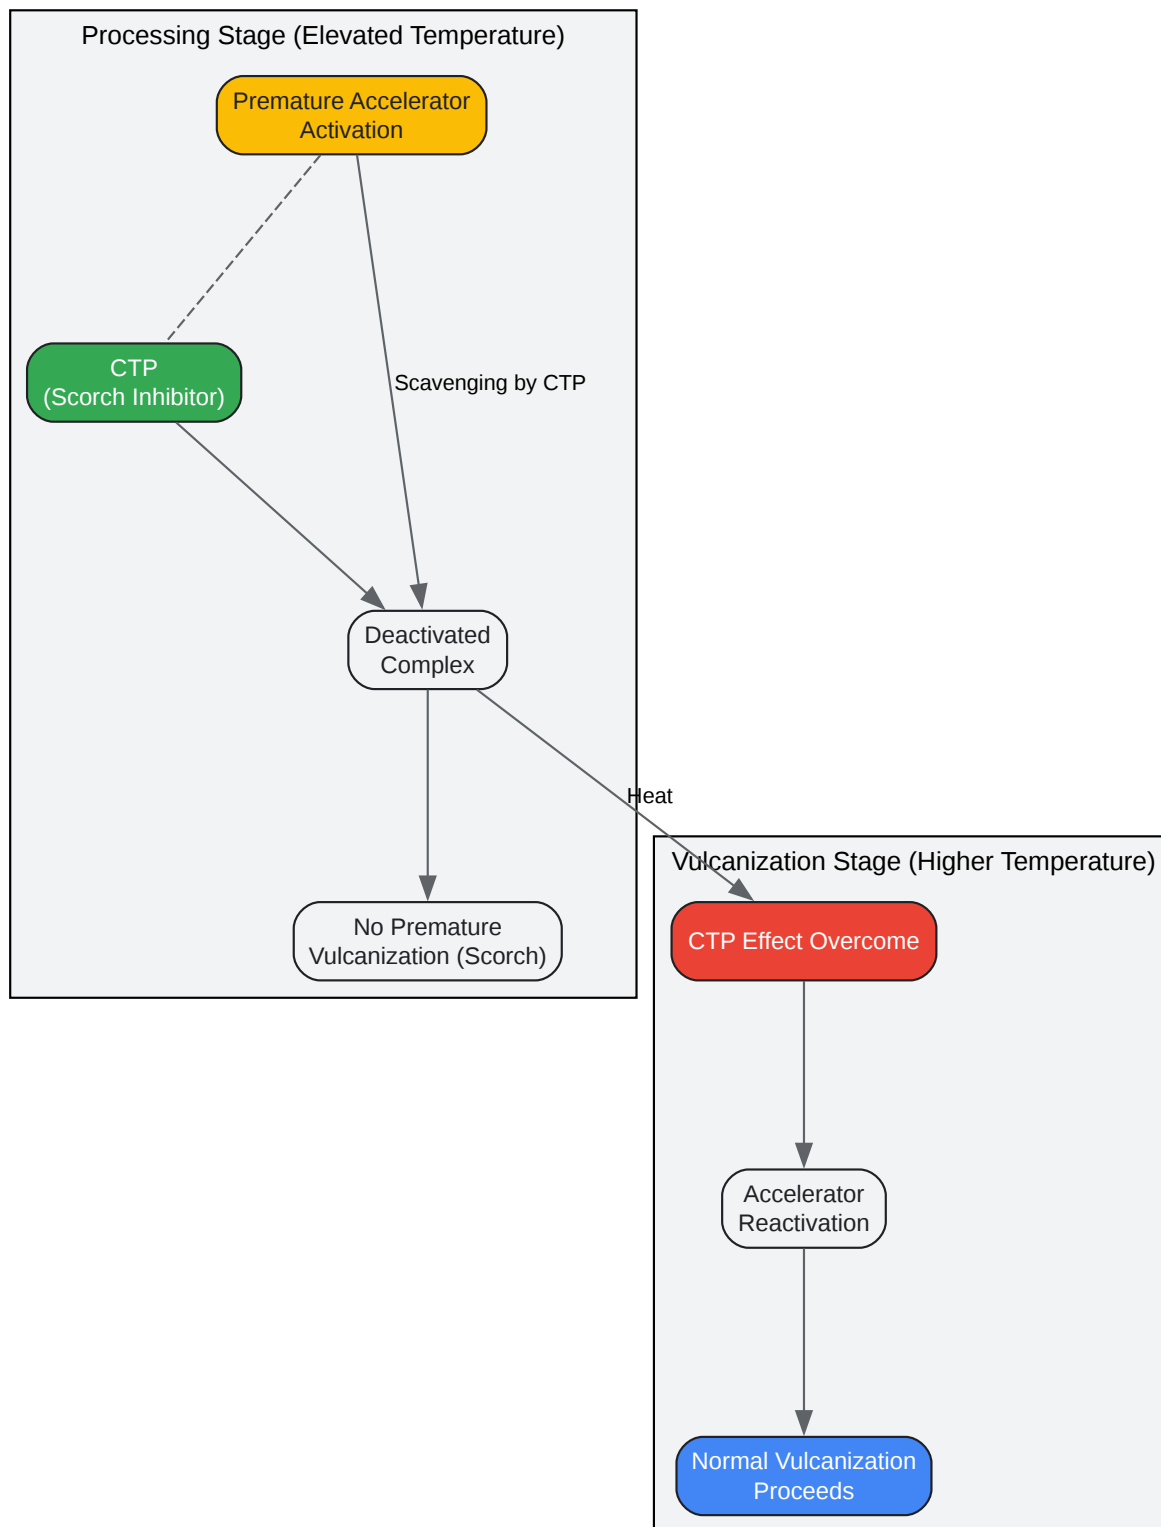 Processing Stage (Elevated Temperature)
Premature Accelerator
Activation
CTP
(Scorch Inhibitor)
Scavenging by CTP
Deactivated
Complex
Heat
No Premature
Vulcanization (Scorch)
Vulcanization Stage (Higher Temperature)
CTP Effect Overcome
Accelerator
Reactivation
Normal Vulcanization
Proceeds